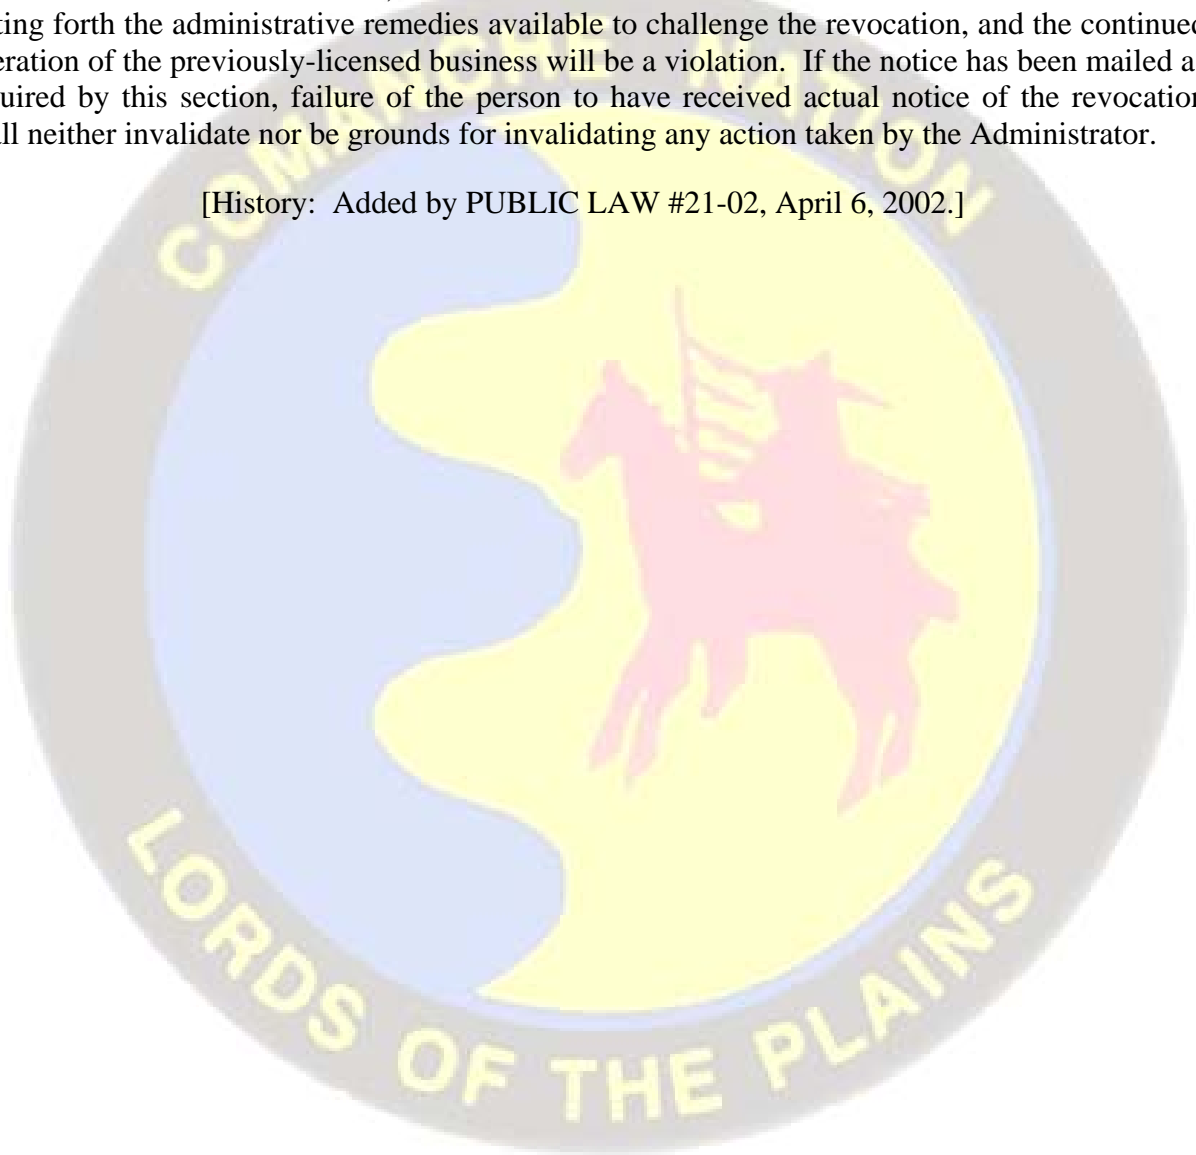 ting forth the administrative remedies available to challenge the revocation, and the continued
eration of the previously-licensed business will be a violation. If the notice has been mailed a
uired by this section, failure of the person to have received actual notice of the revocation
ll neither invalidate nor be grounds for invalidating any action taken by the Administrator.
[History: Added by PUBLIC LAW #21-02, April 6, 2002.]
COMANCHE NATION
LORDS OF THE PLAINS